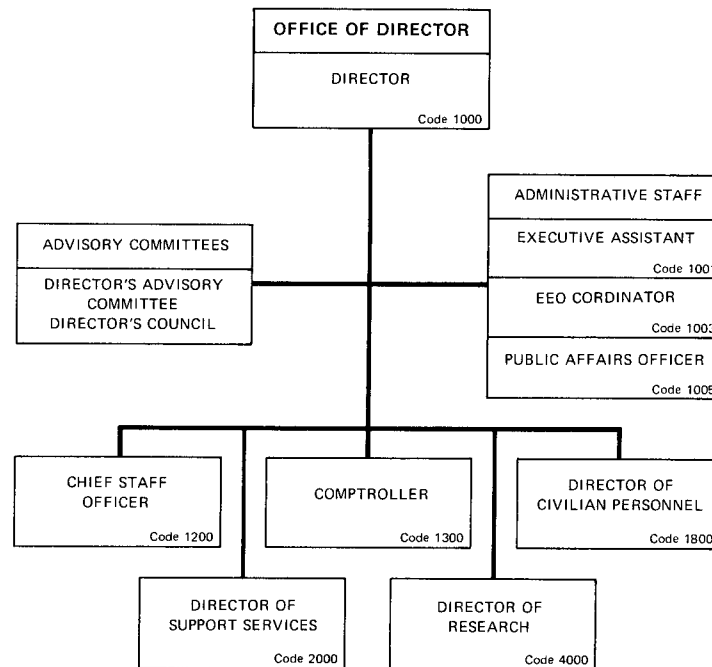 OFFICE OF DIRECTOR
DIRECTOR
Code 1000
ADVISORY COMMITTEES
DIRECTOR'S ADVISORY
COMMITTEE
DIRECTOR'S COUNCIL
ADMINISTRATIVE STAFF
EXECUTIVE ASSISTANT
Code 1001
EEO CORDINATOR
Code 1003
PUBLIC AFFAIRS OFFICER
Code 1005
CHIEF STAFF
OFFICER
Code 1200
COMPTROLLER
Code 1300
DIRECTOR OF
CIVILIAN PERSONNEL
Code 1800
DIRECTOR OF
SUPPORT SERVICES
Code 2000
DIRECTOR OF
RESEARCH
Code 4000